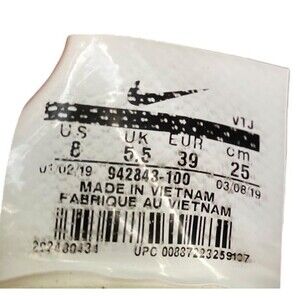 V1J
US UK EUR cm
8 5.5 39 25
01/02/19 942843-100 03/08/19
MADE IN VIETNAM
FABRIQUE AU VIETNAM
UPC 00887223259107